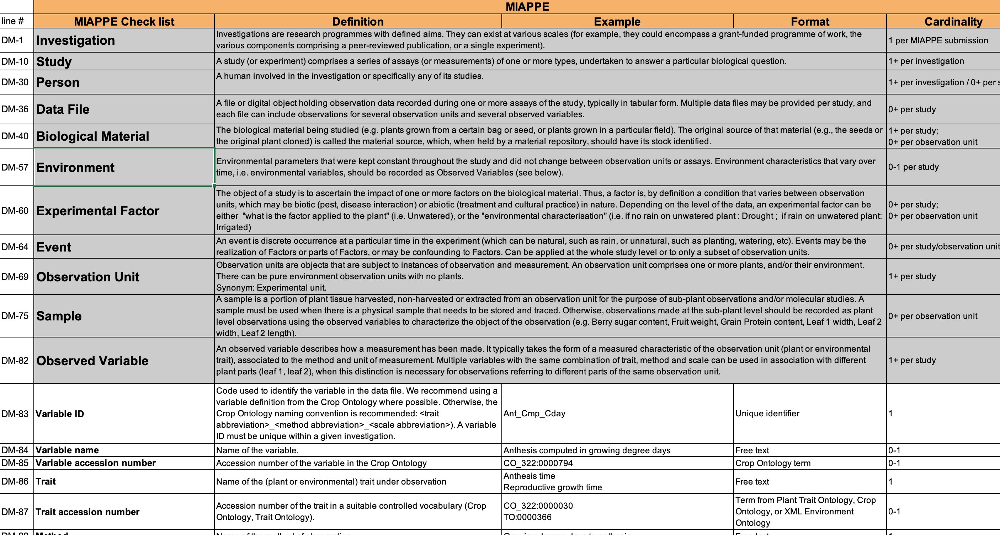 MIAPPE
line # MIAPPE Check list Definition Example Format Cardinality
DM-1 Investigation Investigations are research programmes with defined aims. They can exist at various scales (for example, they could encompass a grant-funded programme of work, the
various components comprising a peer-reviewed publication, or a single experiment). 1 per MIAPPE submission
DM-10 Study A study (or experiment) comprises a series of assays (or measurements) of one or more types, undertaken to answer a particular biological question. 1+ per investigation
DM-30 Person A human involved in the investigation or specifically any of its studies. 1+ per investigation / 0+ per s
DM-36 Data File A file or digital object holding observation data recorded during one or more assays of the study, typically in tabular form. Multiple data files may be provided per study, and
each file can include observations for several observation units and several observed variables. 0+ per study
DM-40 Biological Material The biological material being studied (e.g. plants grown from a certain bag or seed, or plants grown in a particular field). The original source of that material (e.g., the seeds or
the original plant cloned) is called the material source, which, when held by a material repository, should have its stock identified. 1+ per study;
0+ per observation unit
DM-57 Environment Environmental parameters that were kept constant throughout the study and did not change between observation units or assays. Environment characteristics that vary over
time, i.e. environmental variables, should be recorded as Observed Variables (see below). 0-1 per study
DM-60 Experimental Factor The object of a study is to ascertain the impact of one or more factors on the biological material. Thus, a factor is, by definition a condition that varies between observation
units, which may be biotic (pest, disease interaction) or abiotic (treatment and cultural practice) in nature. Depending on the level of the data, an experimental factor can be
either "what is the factor applied to the plant" (i.e. Unwatered), or the "environmental characterisation" (i.e. if no rain on unwatered plant : Drought ; if rain on unwatered plant:
Irrigated) 0+ per study;
0+ per observation unit
DM-64 Event An event is discrete occurrence at a particular time in the experiment (which can be natural, such as rain, or unnatural, such as planting, watering, etc). Events may be the
realization of Factors or parts of Factors, or may be confounding to Factors. Can be applied at the whole study level or to only a subset of observation units. 0+ per study/observation unit
DM-69 Observation Unit Observation units are objects that are subject to instances of observation and measurement. An observation unit comprises one or more plants, and/or their environment.
There can be pure environment observation units with no plants.
Synonym: Experimental unit. 1+ per study
DM-75 Sample A sample is a portion of plant tissue harvested, non-harvested or extracted from an observation unit for the purpose of sub-plant observations and/or molecular studies. A
sample must be used when there is a physical sample that needs to be stored and traced. Otherwise, observations made at the sub-plant level should be recorded as plant
level observations using the observed variables to characterize the object of the observation (e.g. Berry sugar content, Fruit weight, Grain Protein content, Leaf 1 width, Leaf 2
width, Leaf 2 length). 0+ per observation unit
DM-82 Observed Variable An observed variable describes how a measurement has been made. It typically takes the form of a measured characteristic of the observation unit (plant or environmental
trait), associated to the method and unit of measurement. Multiple variables with the same combination of trait, method and scale can be used in association with different
plant parts (leaf 1, leaf 2), when this distinction is necessary for observations referring to different parts of the same observation unit. 1+ per study
DM-83 Variable ID Code used to identify the variable in the data file. We recommend using a
variable definition from the Crop Ontology where possible. Otherwise, the
Crop Ontology naming convention is recommended: <trait
abbreviation>_<method abbreviation>_<scale abbreviation>). A variable
ID must be unique within a given investigation. Ant_Cmp_Cday Unique identifier 1
DM-84 Variable name Name of the variable. Anthesis computed in growing degree days Free text 0-1
DM-85 Variable accession number Accession number of the variable in the Crop Ontology CO_322:0000794 Crop Ontology term 0-1
DM-86 Trait Name of the (plant or environmental) trait under observation Anthesis time
Reproductive growth time Free text 1
DM-87 Trait accession number Accession number of the trait in a suitable controlled vocabulary (Crop
Ontology, Trait Ontology). CO_322:0000030
TO:0000366 Term from Plant Trait Ontology, Crop
Ontology, or XML Environment
Ontology 0-1